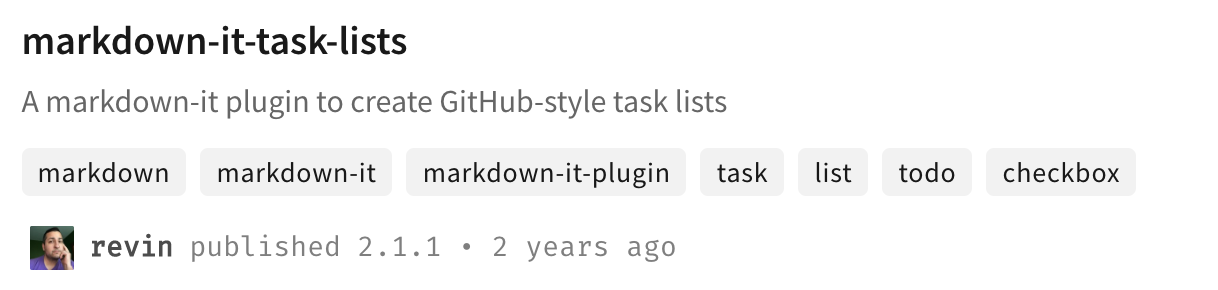 markdown-it-task-lists
A markdown-it plugin to create GitHub-style task lists
markdown markdown-it markdown-it-plugin task list todo checkbox
revin published 2.1.1 • 2 years ago